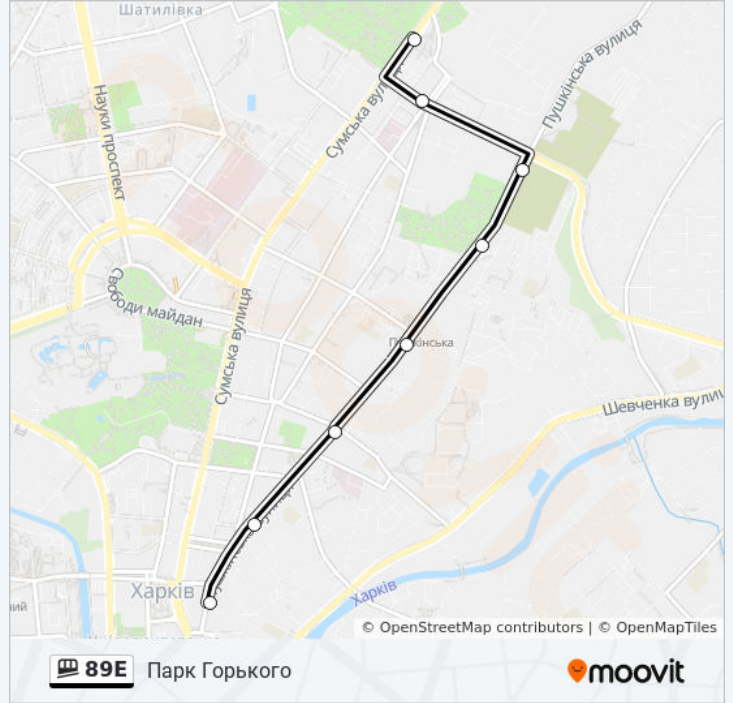 Шатилівка
Науки проспект
Сумська вулиця
Пушкінська вулиця
Свободи майдан
Сумська вулиця
Пушкінська
Шевченка
Харків
Харків
© OpenStreetMap contributors | © OpenMapTiles
89E Парк Горького
moovit